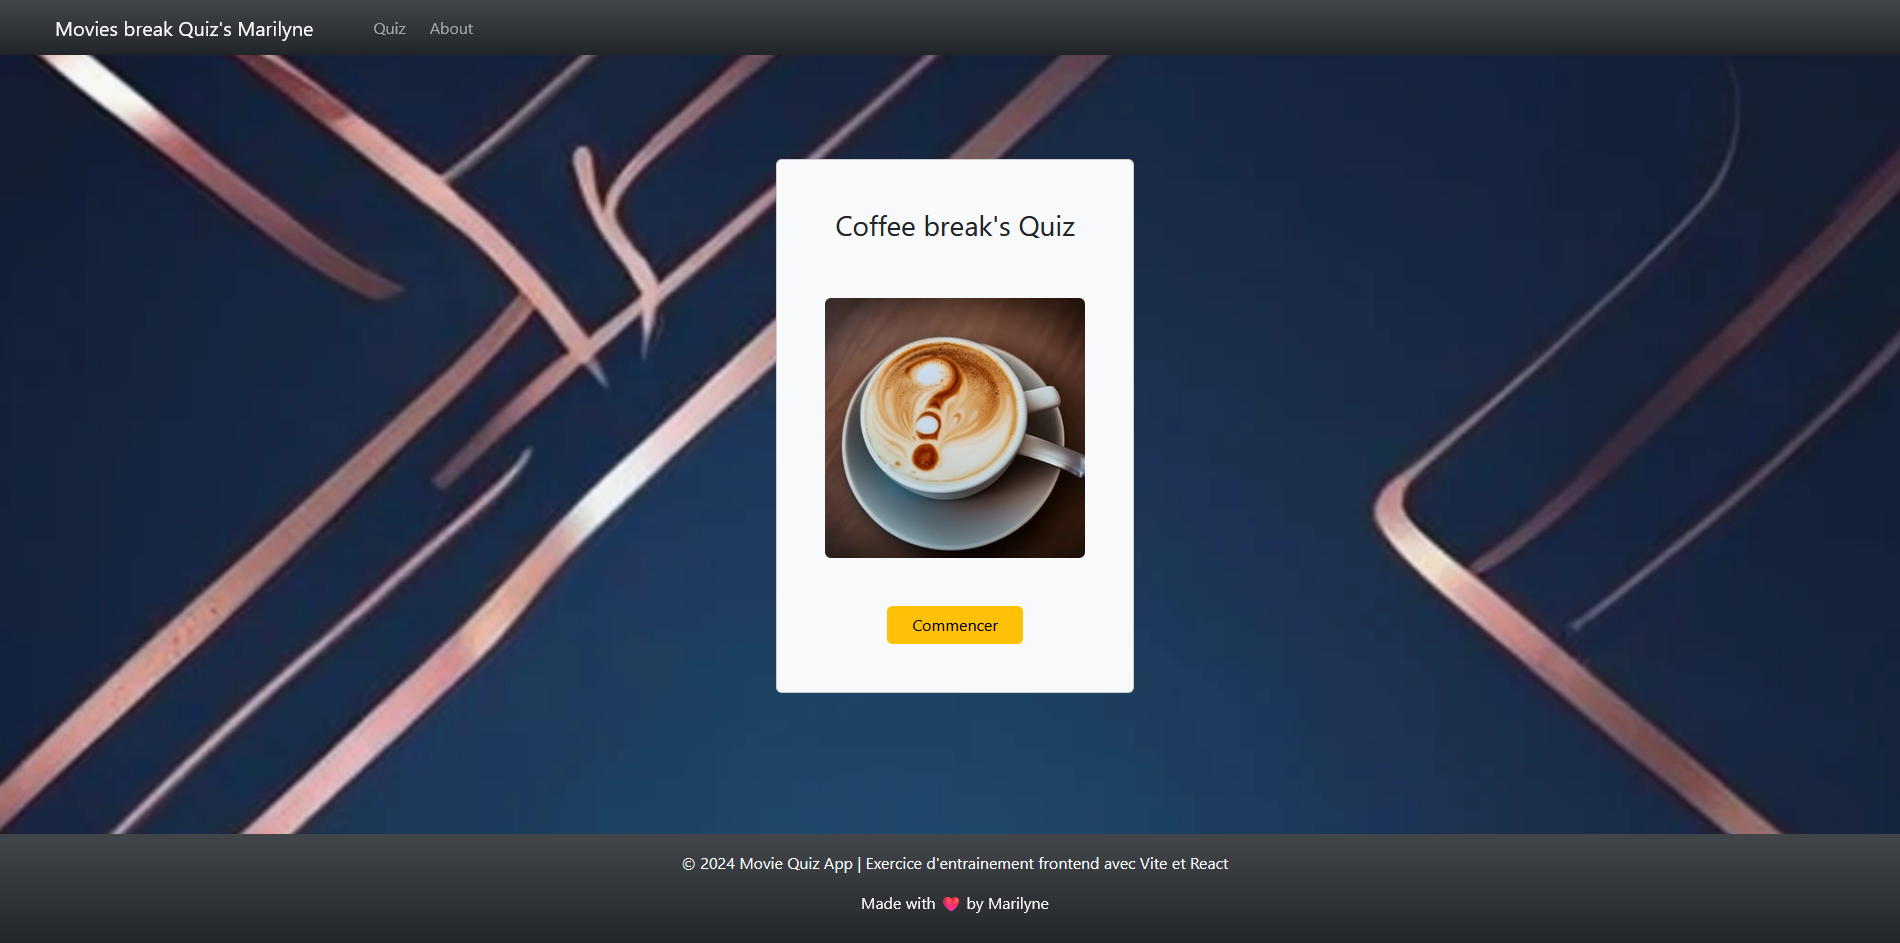 Movies break Quiz's Marilyne
Quiz
About
Coffee break's Quiz
Commencer
© 2024 Movie Quiz App | Exercice d'entrainement frontend avec Vite et React
Made with ❤️ by Marilyne